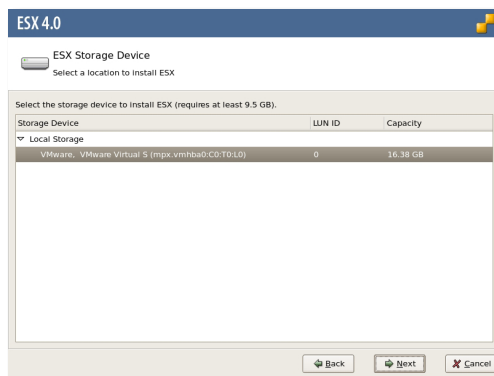 ESX 4.0
ESX Storage Device
Select a location to install ESX
Select the storage device to install ESX (requires at least 9.5 GB).
Storage Device LUN ID Capacity
Local Storage
VMware, VMware Virtual S (mpx.vmhba0:C0:T0:L0) 0 16.38 GB
Back Next Cancel